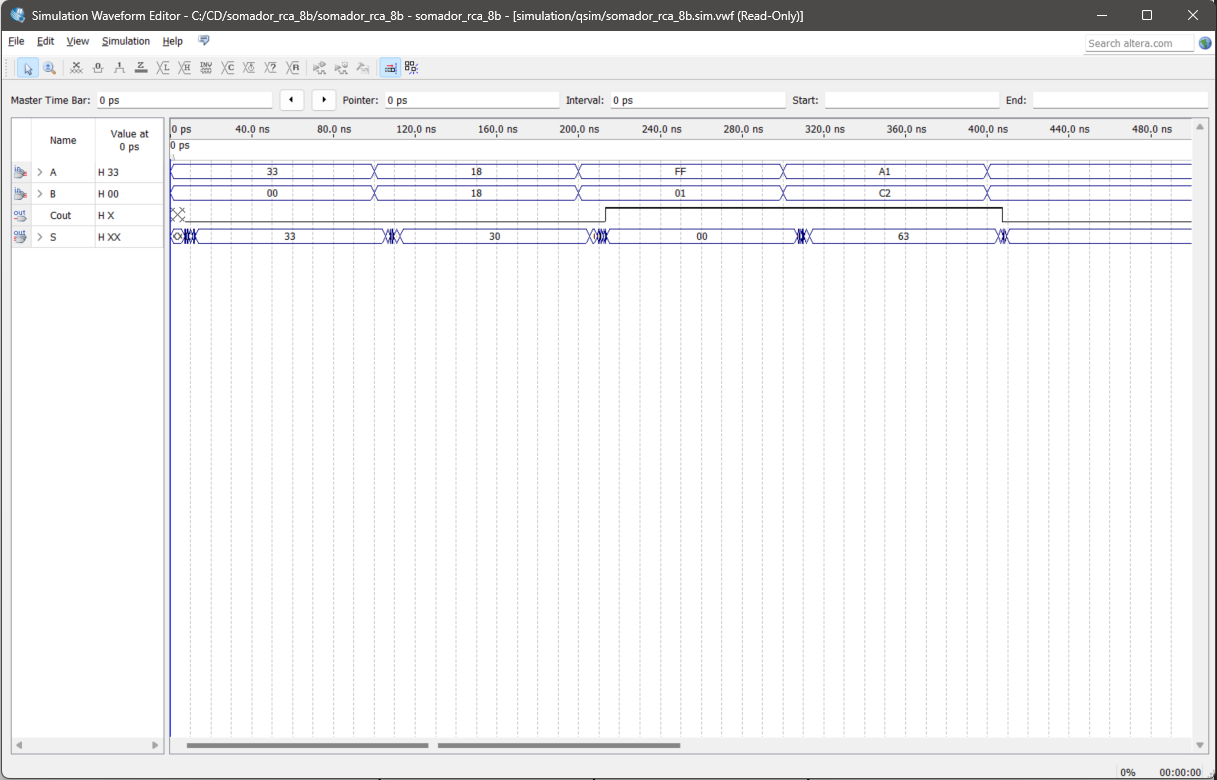 Simulation Waveform Editor - C:/CD/somador_rca_8b/somador_rca_8b - somador_rca_8b - [simulation/qsim/somador_rca_8b.sim.vwf (Read-Only)]
File Edit View Simulation Help
Search altera.com
Master Time Bar: 0 ps Pointer: 0 ps Interval: 0 ps Start: End:
Name Value at 0 ps
0 ps 40.0 ns 80.0 ns 120.0 ns 160.0 ns 200.0 ns 240.0 ns 280.0 ns 320.0 ns 360.0 ns 400.0 ns 440.0 ns 480.0 ns
0 ps
A H 33 33 18 FF A1
B H 00 00 18 01 C2
out Cout H X
out S H XX 33 30 00 63
0% 00:00:00